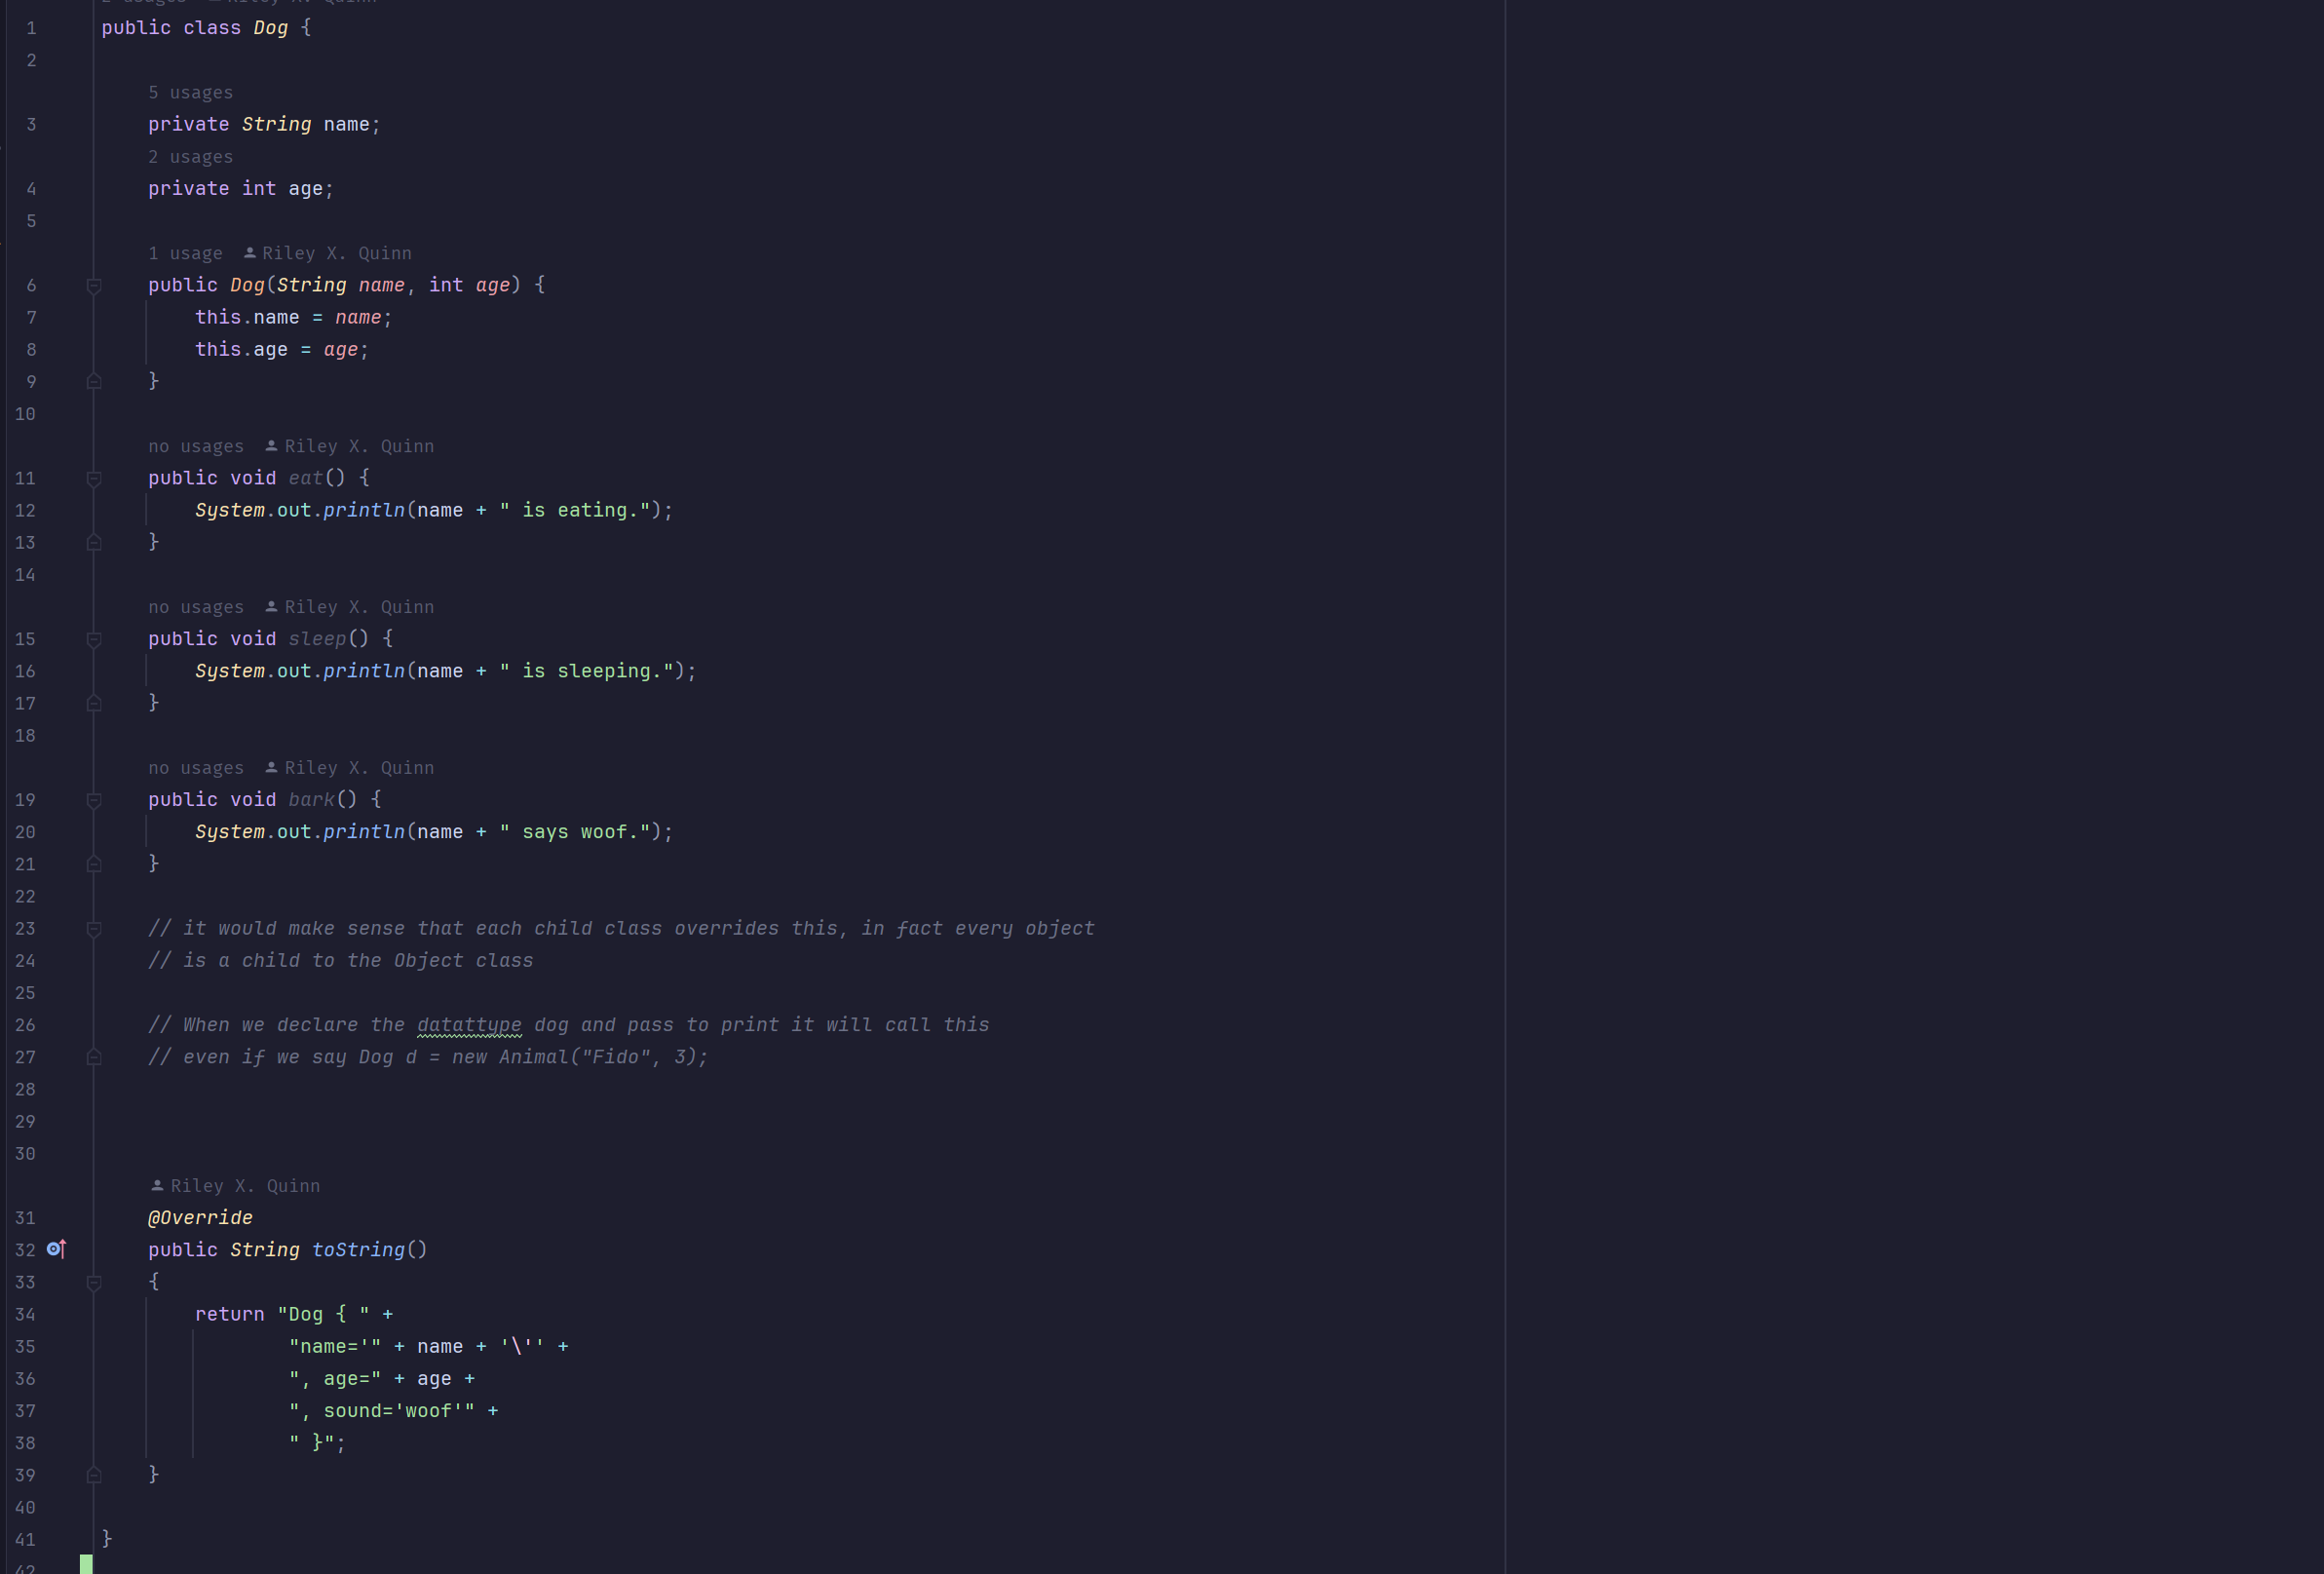 2 usages Riley X. Quinn
1 public class Dog {
2
5 usages
3 private String name;
2 usages
4 private int age;
5
1 usage Riley X. Quinn
6 public Dog(String name, int age) {
7 this.name = name;
8 this.age = age;
9 }
10
no usages Riley X. Quinn
11 public void eat() {
12 System.out.println(name + " is eating.");
13 }
14
no usages Riley X. Quinn
15 public void sleep() {
16 System.out.println(name + " is sleeping.");
17 }
18
no usages Riley X. Quinn
19 public void bark() {
20 System.out.println(name + " says woof.");
21 }
22
23 // it would make sense that each child class overrides this, in fact every object
24 // is a child to the Object class
25
26 // When we declare the datattype dog and pass to print it will call this
27 // even if we say Dog d = new Animal("Fido", 3);
28
29
30
Riley X. Quinn
31 @Override
32 public String toString()
33 {
34 return "Dog { " +
35 "name='" + name + '\'' +
36 ", age=" + age +
37 ", sound='woof'" +
38 " }";
39 }
40
41 }
42